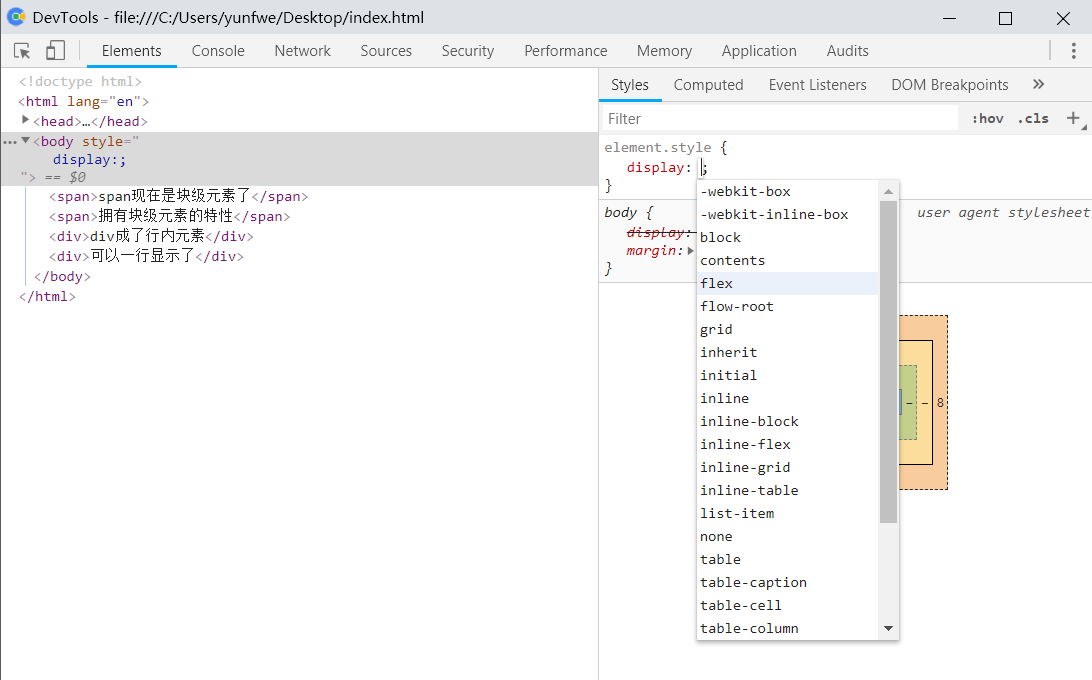 DevTools - file:///C:/Users/yunfwe/Desktop/index.html
Elements Console Network Sources Security Performance Memory Application Audits
<!doctype html>
<html lang="en">
<head>…</head>
<body style="
display:;
"> == $0
<span>span现在是块级元素了</span>
<span>拥有块级元素的特性</span>
<div>div成了行内元素</div>
<div>可以一行显示了</div>
</body>
</html>
Styles Computed Event Listeners DOM Breakpoints »
Filter :hov .cls +
element.style {
display: ;
}
body { user agent stylesheet
display:
margin:
}
-webkit-box
-webkit-inline-box
block
contents
flex
flow-root
grid
inherit
initial
inline
inline-block
inline-flex
inline-grid
inline-table
list-item
none
table
table-caption
table-cell
table-column
– – 8